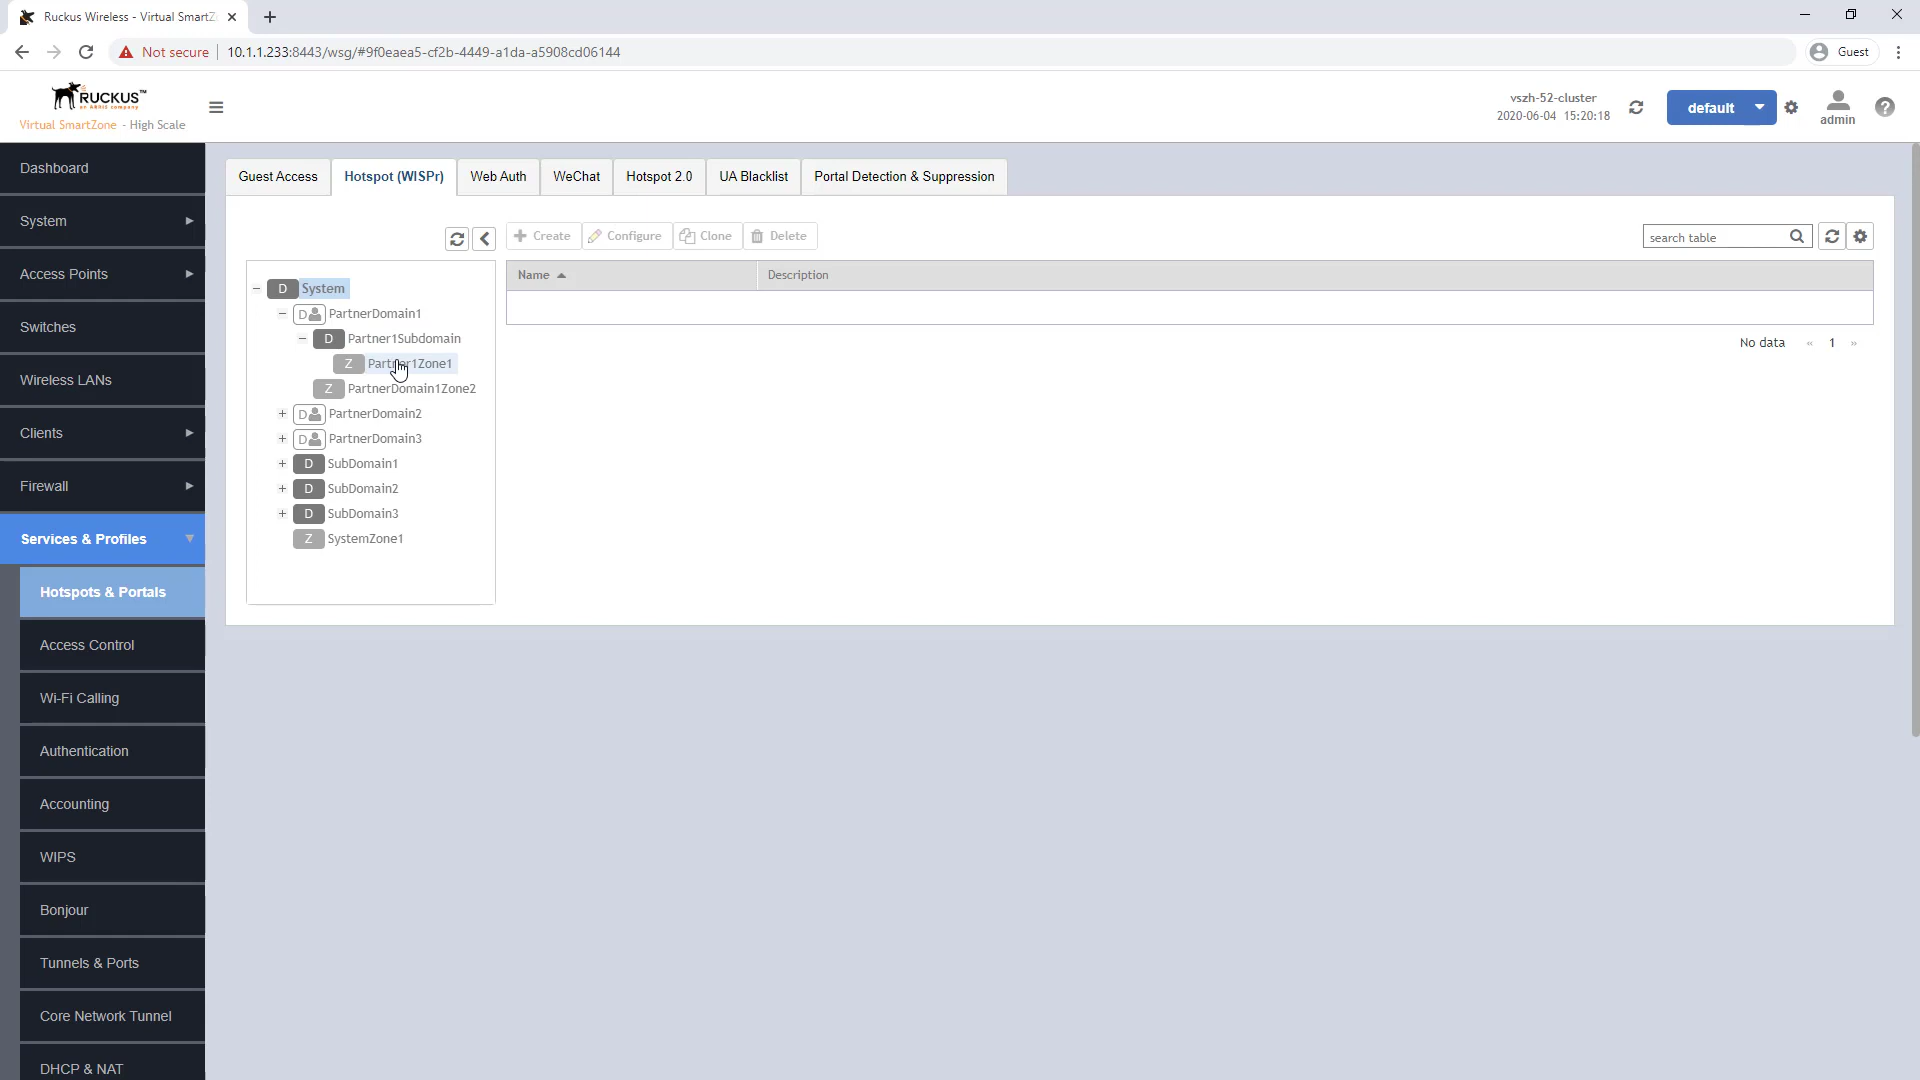 Ruckus Wireless - Virtual SmartZ
Not secure
10.1.1.233:8443/wsg/#9f0eaea5-cf2b-4449-a1da-a5908cd06144
Guest
RUCKUS™
an ARRIS company
Virtual SmartZone - High Scale
vszh-52-cluster
2020-06-04 15:20:18
default
admin
?
Dashboard
System
Access Points
Switches
Wireless LANs
Clients
Firewall
Services & Profiles
Hotspots & Portals
Access Control
Wi-Fi Calling
Authentication
Accounting
WIPS
Bonjour
Tunnels & Ports
Core Network Tunnel
DHCP & NAT
Guest Access
Hotspot (WISPr)
Web Auth
WeChat
Hotspot 2.0
UA Blacklist
Portal Detection & Suppression
Create
Configure
Clone
Delete
search table
D System
D PartnerDomain1
D Partner1Subdomain
Z Partner1Zone1
Z PartnerDomain1Zone2
D PartnerDomain2
D PartnerDomain3
D SubDomain1
D SubDomain2
D SubDomain3
Z SystemZone1
Name
Description
No data « 1 »